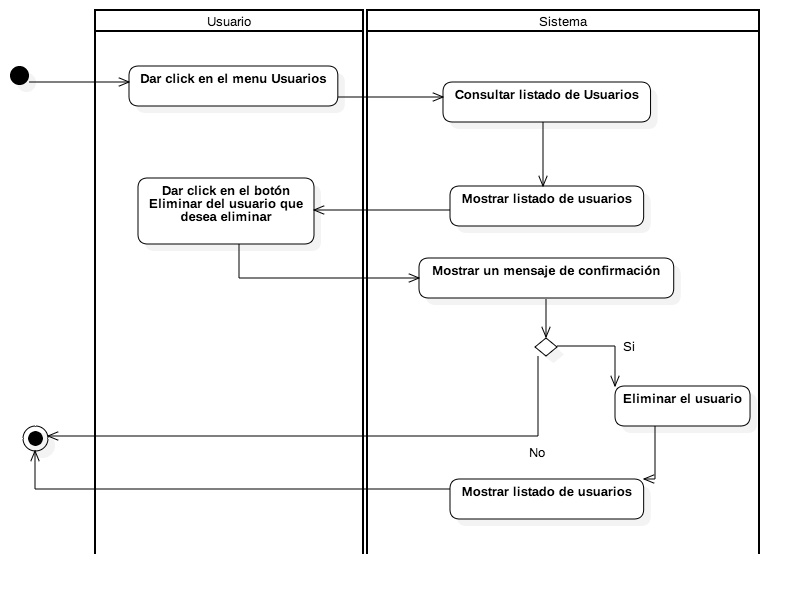 Usuario
Sistema
Dar click en el menu Usuarios
Consultar listado de Usuarios
Dar click en el botón
Eliminar del usuario que
desea eliminar
Mostrar listado de usuarios
Mostrar un mensaje de confirmación
Si
Eliminar el usuario
No
Mostrar listado de usuarios